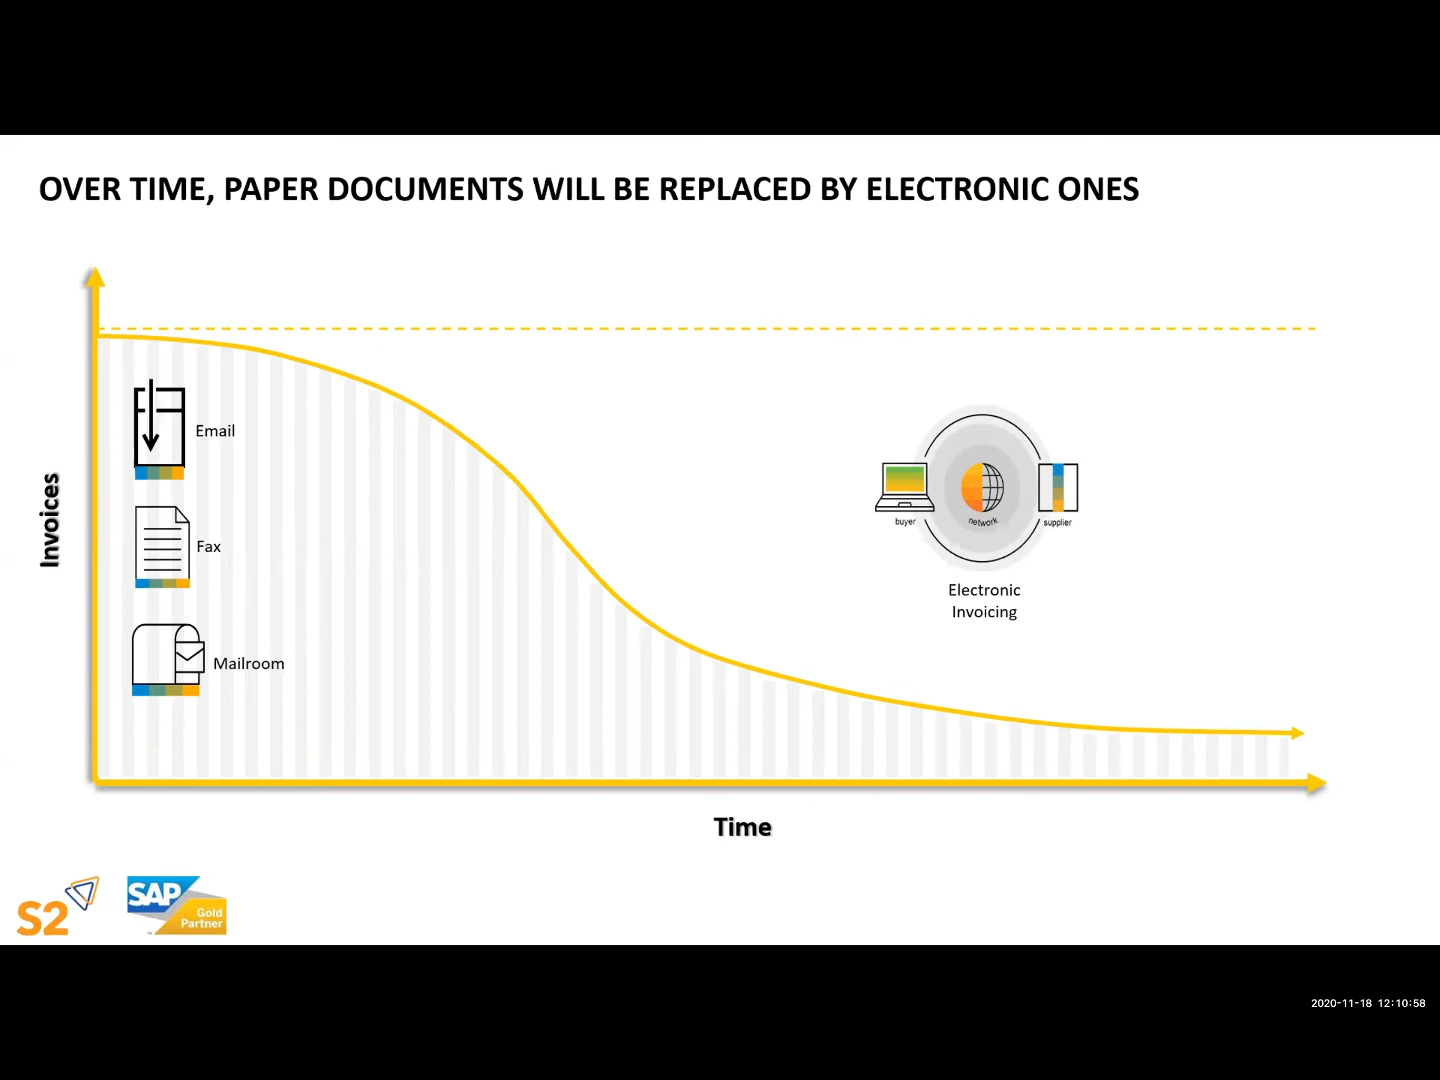 OVER TIME, PAPER DOCUMENTS WILL BE REPLACED BY ELECTRONIC ONES
Invoices
Email
Fax
Mailroom
buyer
network
supplier
Electronic
Invoicing
Time
S2
SAP
Gold
Partner
2020-11-18 12:10:58